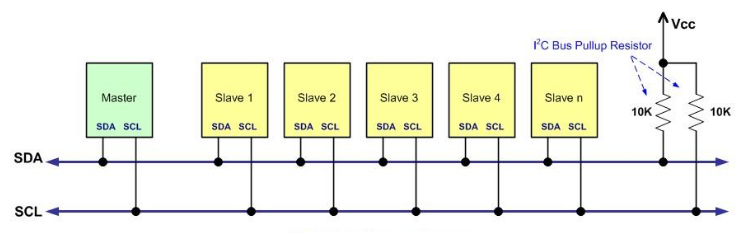 Vcc
I²C Bus Pullup Resistor
Master
Slave 1
Slave 2
Slave 3
Slave 4
Slave n
10K
10K
SDA SCL
SDA SCL
SDA SCL
SDA SCL
SDA SCL
SDA SCL
SDA
SCL